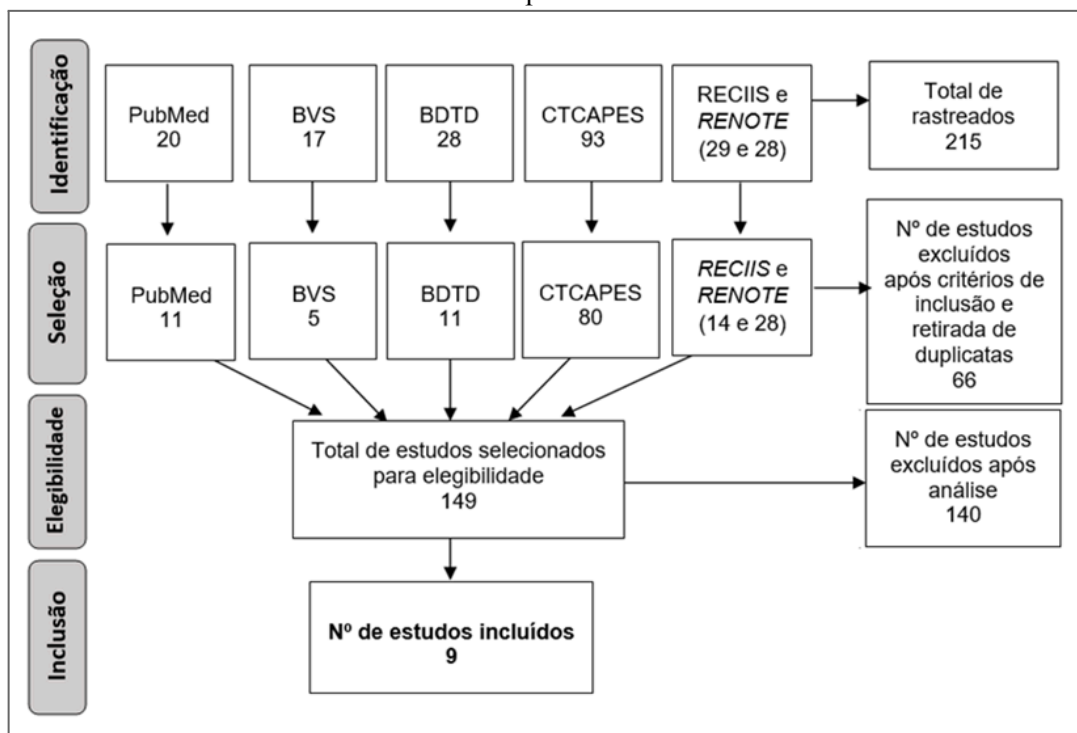 Identificação
PubMed
20
BVS
17
BDTD
28
CTCAPES
93
RECIIS e
RENOTE
(29 e 28)
Total de
rastreados
215
Seleção
PubMed
11
BVS
5
BDTD
11
CTCAPES
80
RECIIS e
RENOTE
(14 e 28)
Nº de estudos
excluídos
após critérios de
inclusão e
retirada de
duplicatas
66
Elegibilidade
Total de estudos selecionados
para elegibilidade
149
Nº de estudos
excluídos após
análise
140
Inclusão
Nº de estudos incluídos
9